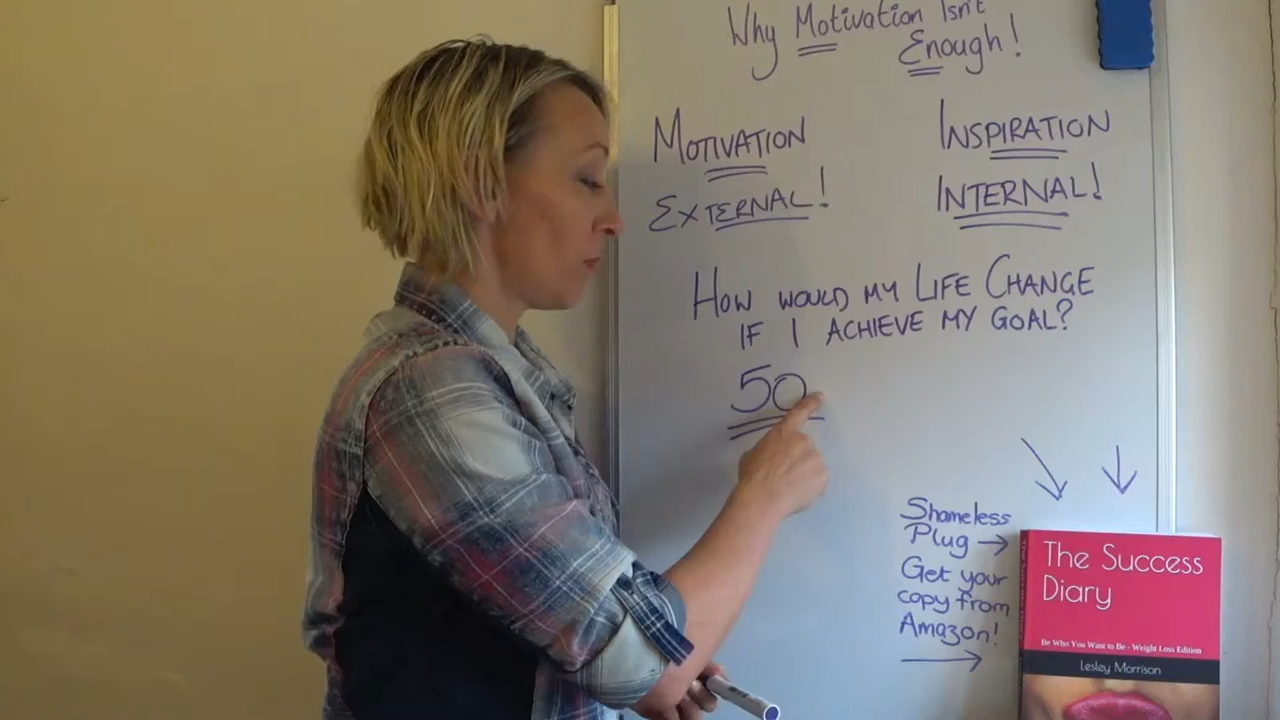 Why Motivation Isn't
Enough!
MOTIVATION
EXTERNAL!
INSPIRATION
INTERNAL!
HOW WOULD MY LIFE CHANGE
IF I ACHIEVE MY GOAL?
50
Shameless
Plug →
Get your
copy from
Amazon!
The Success
Diary
Be Who You Want to Be - Weight Loss Edition
Lesley Morrison